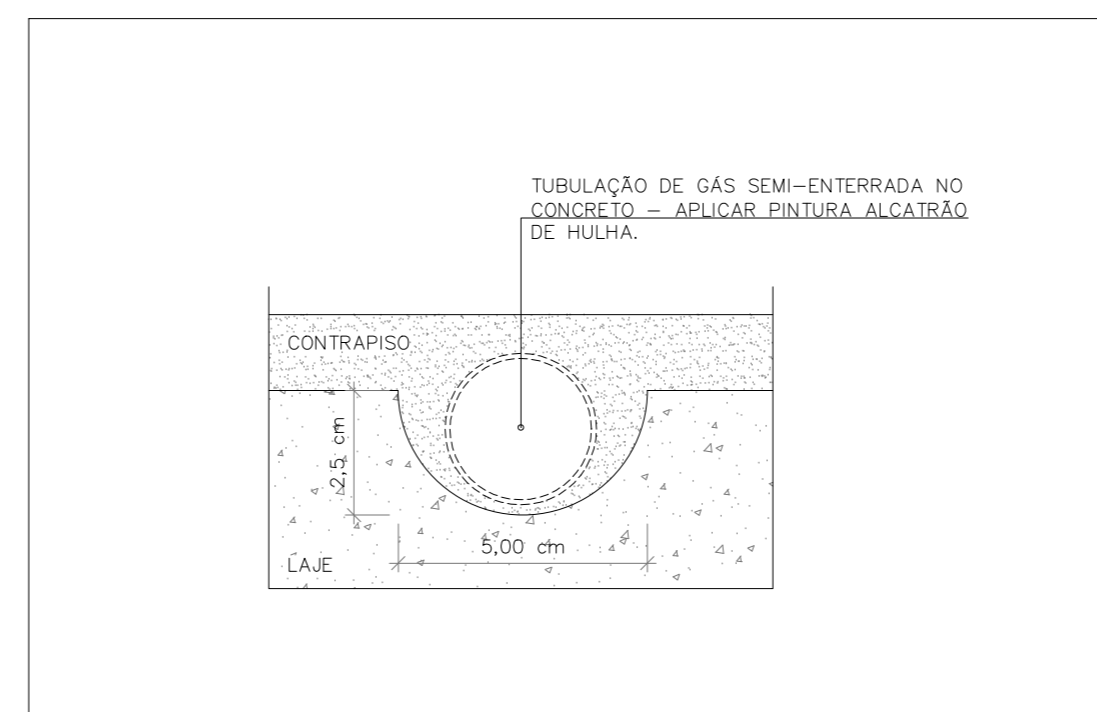 TUBULAÇÃO DE GÁS SEMI-ENTERRADA NO
CONCRETO - APLICAR PINTURA ALCATRÃO
DE HULHA.
CONTRAPISO
2,5 cm
5,00 cm
LAJE